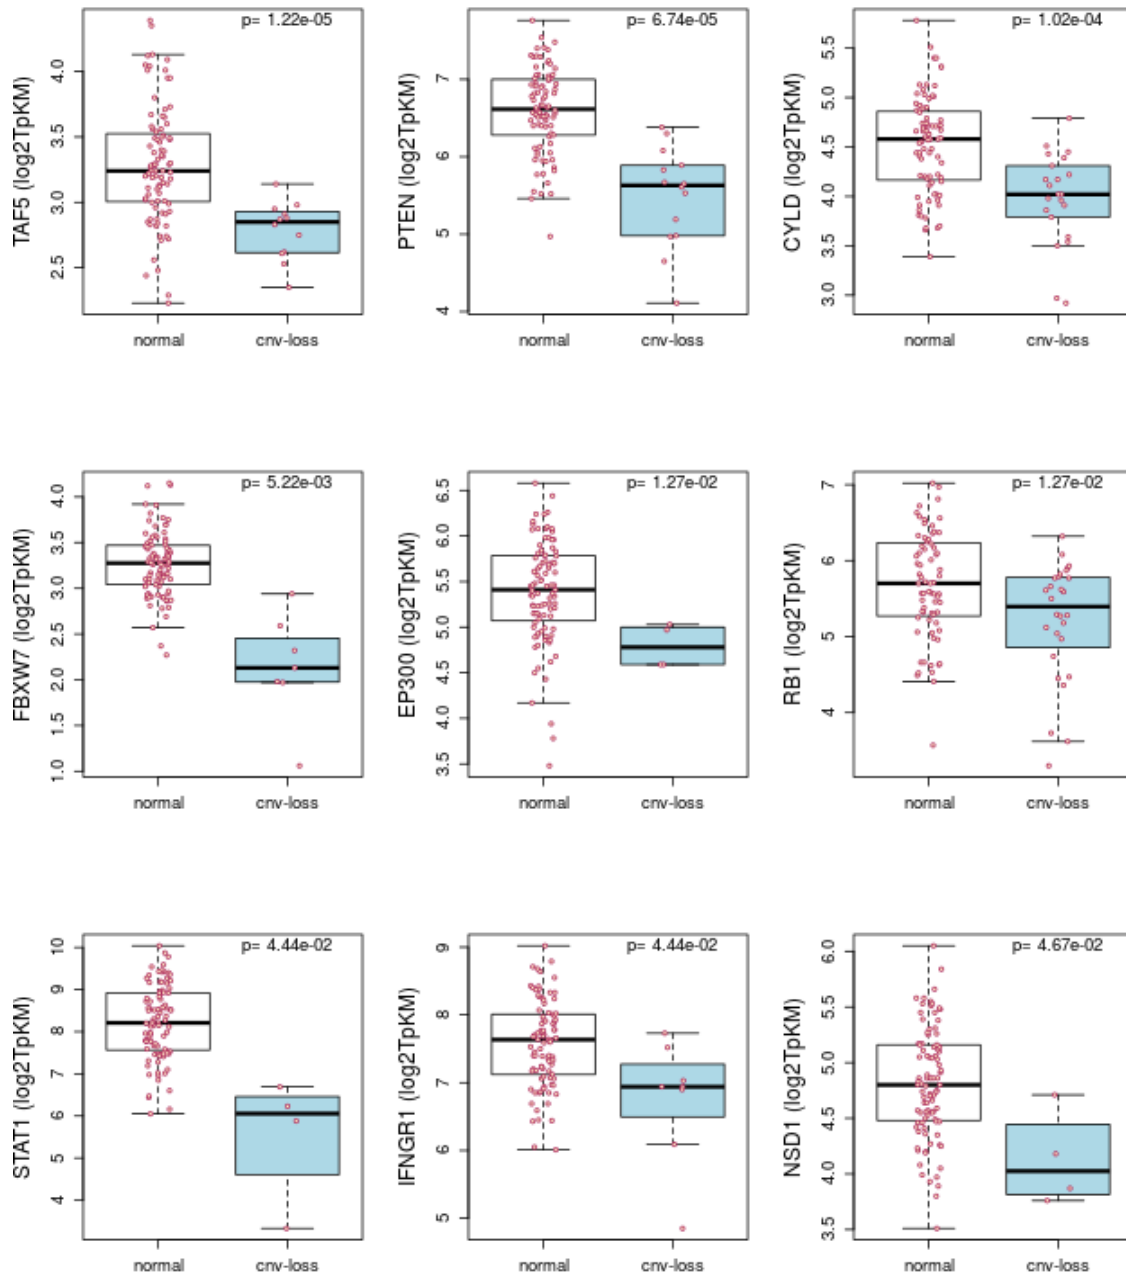 p= 1.22e-05
TAF5 (log2TpKM)
4.0
3.5
3.0
2.5
normal
cnv-loss
p= 6.74e-05
PTEN (log2TpKM)
7
6
5
4
normal
cnv-loss
p= 1.02e-04
CYLD (log2TpKM)
5.5
5.0
4.5
4.0
3.5
3.0
normal
cnv-loss
p= 5.22e-03
FBXW7 (log2TpKM)
4.0
3.5
3.0
2.5
2.0
1.5
1.0
normal
cnv-loss
p= 1.27e-02
EP300 (log2TpKM)
6.5
6.0
5.5
5.0
4.5
4.0
3.5
normal
cnv-loss
p= 1.27e-02
RB1 (log2TpKM)
7
6
5
4
normal
cnv-loss
p= 4.44e-02
STAT1 (log2TpKM)
10
9
8
7
6
5
4
normal
cnv-loss
p= 4.44e-02
IFNGR1 (log2TpKM)
9
8
7
6
5
normal
cnv-loss
p= 4.67e-02
NSD1 (log2TpKM)
6.0
5.5
5.0
4.5
4.0
3.5
normal
cnv-loss